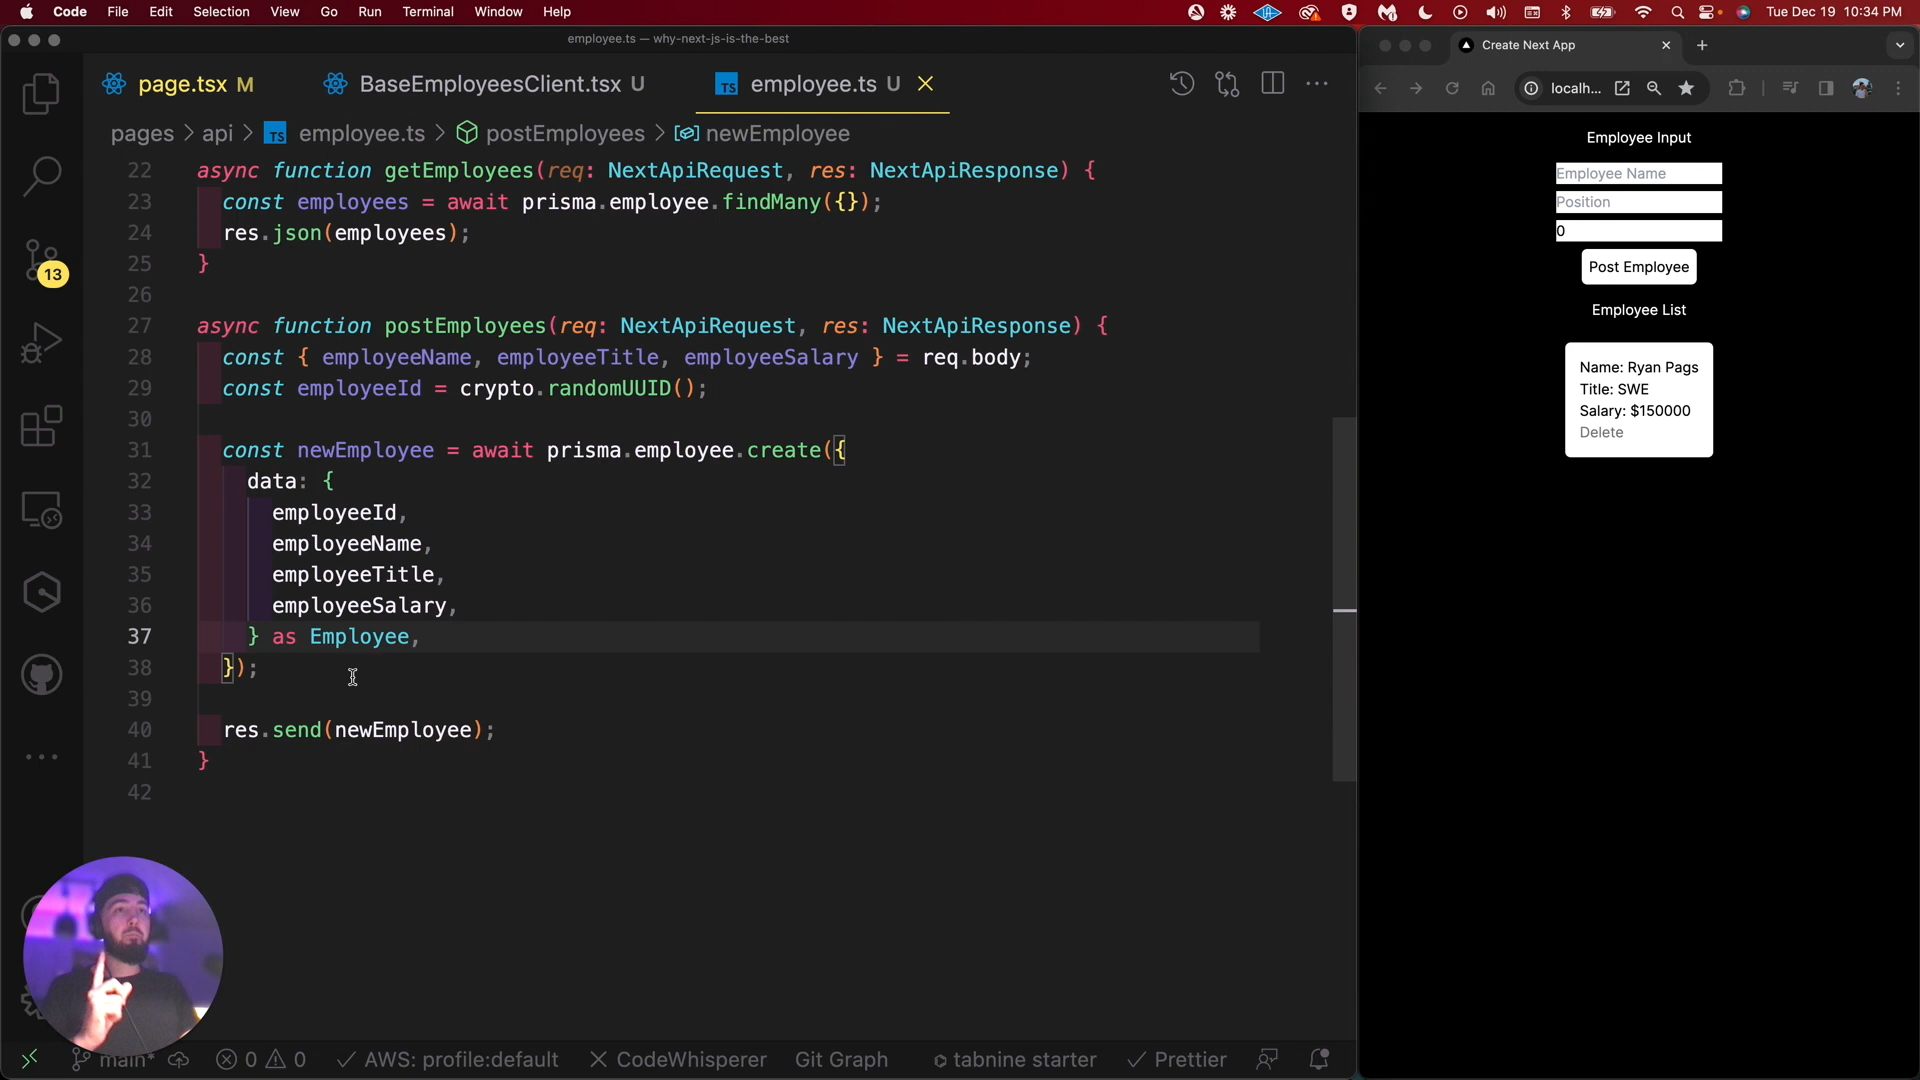 Code File Edit Selection View Go Run Terminal Window Help
Tue Dec 19 10:34 PM
employee.ts — why-next-js-is-the-best
page.tsx M
BaseEmployeesClient.tsx U
TS employee.ts U
pages > api > TS employee.ts > postEmployees > newEmployee
22 async function getEmployees(req: NextApiRequest, res: NextApiResponse) {
23 const employees = await prisma.employee.findMany({});
24 res.json(employees);
25 }
26
27 async function postEmployees(req: NextApiRequest, res: NextApiResponse) {
28 const { employeeName, employeeTitle, employeeSalary } = req.body;
29 const employeeId = crypto.randomUUID();
30
31 const newEmployee = await prisma.employee.create({
32 data: {
33 employeeId,
34 employeeName,
35 employeeTitle,
36 employeeSalary,
37 } as Employee,
38 });
39
40 res.send(newEmployee);
41 }
42
13
main*
0
0
AWS: profile:default
CodeWhisperer
Git Graph
tabnine starter
Prettier
Create Next App
localh...
Employee Input
Employee Name
Position
0
Post Employee
Employee List
Name: Ryan Pags
Title: SWE
Salary: $150000
Delete